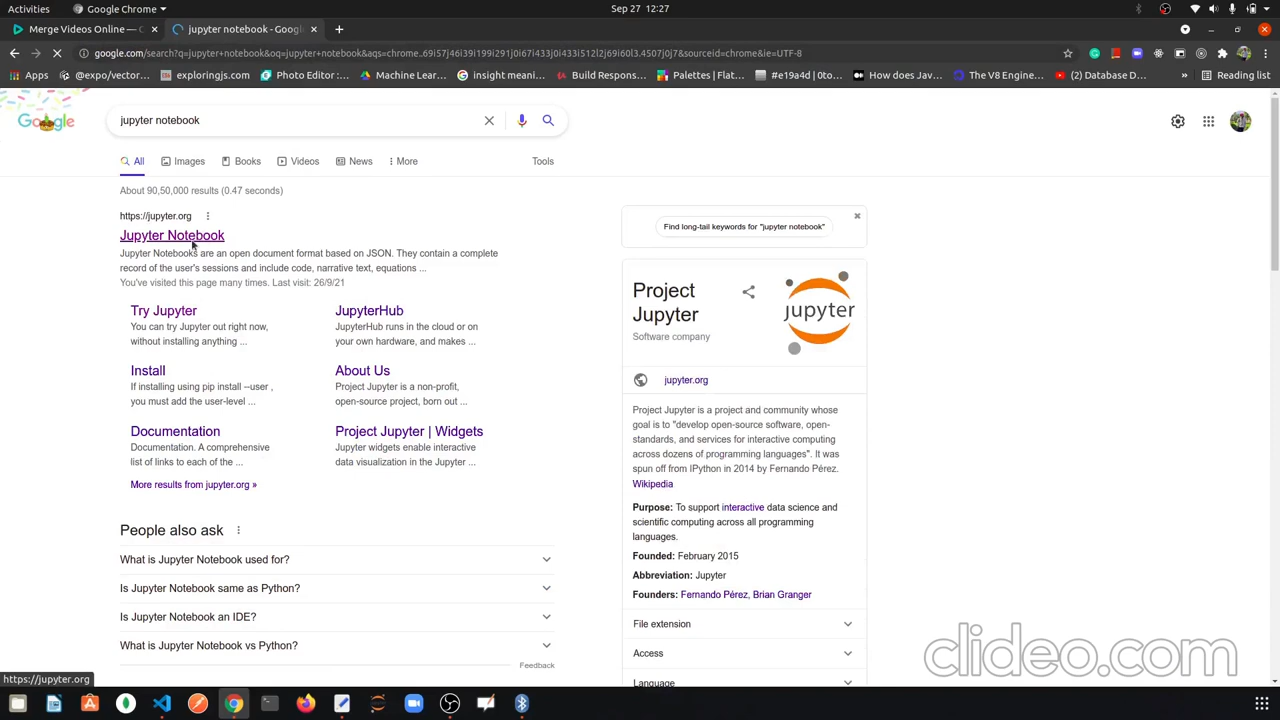 Activities
Google Chrome
Sep 27 12:27
Merge Videos Online — C
jupyter notebook - Goog
google.com/search?q=jupyter+notebook&oq=jupyter+notebook&aqs=chrome..69i57j46i39i199i291j0i67i433j0i433i512l2j69i60l3.4507j0j7&sourceid=chrome&ie=UTF-8
Apps
@expo/vector...
exploringjs.com
Photo Editor :...
Machine Lear...
insight meani...
Build Respons...
Palettes | Flat...
#e19a4d | 0to...
How does Jav...
The V8 Engine...
(2) Database D...
»
Reading list
Google
jupyter notebook
All
Images
Books
Videos
News
More
Tools
About 90,50,000 results (0.47 seconds)
https://jupyter.org
Jupyter Notebook
Jupyter Notebooks are an open document format based on JSON. They contain a complete
record of the user's sessions and include code, narrative text, equations ...
You've visited this page many times. Last visit: 26/9/21
Try Jupyter
You can try Jupyter out right now,
without installing anything ...
JupyterHub
JupyterHub runs in the cloud or on
your own hardware, and makes ...
Install
If installing using pip install --user ,
you must add the user-level ...
About Us
Project Jupyter is a non-profit,
open-source project, born out ...
Documentation
Documentation. A comprehensive
list of links to each of the ...
Project Jupyter | Widgets
Jupyter widgets enable interactive
data visualization in the Jupyter ...
More results from jupyter.org »
People also ask
What is Jupyter Notebook used for?
Is Jupyter Notebook same as Python?
Is Jupyter Notebook an IDE?
What is Jupyter Notebook vs Python?
Feedback
Find long-tail keywords for "jupyter notebook"
Project
Jupyter
Software company
jupyter
jupyter.org
Project Jupyter is a project and community whose
goal is to "develop open-source software, open-
standards, and services for interactive computing
across dozens of programming languages". It was
spun off from IPython in 2014 by Fernando Pérez.
Wikipedia
Purpose: To support interactive data science and
scientific computing across all programming
languages.
Founded: February 2015
Abbreviation: Jupyter
Founders: Fernando Pérez, Brian Granger
File extension
Access
Language
https://jupyter.org
clideo.com